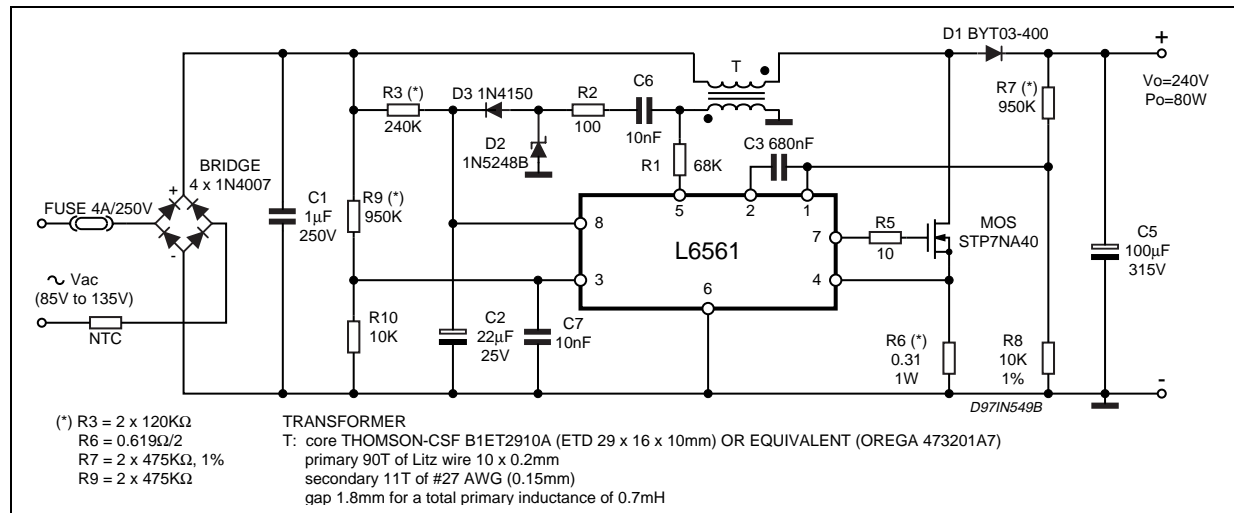 D1 BYT03-400
+
T
Vo=240V
Po=80W
C6
R7 (*)
950K
R3 (*)
D3 1N4150
R2
240K
100
10nF
D2
1N5248B
C3 680nF
R1
68K
BRIDGE
4 x 1N4007
+
-
FUSE 4A/250V
C1
1µF
250V
R9 (*)
950K
5
2
1
8
7
R5
10
MOS
STP7NA40
C5
100µF
315V
L6561
Vac
(85V to 135V)
3
6
4
NTC
R10
10K
C2
22µF
25V
C7
10nF
R6 (*)
0.31
1W
R8
10K
1%
-
D97IN549B
(*) R3 = 2 x 120KΩ
R6 = 0.619Ω/2
R7 = 2 x 475KΩ, 1%
R9 = 2 x 475KΩ
TRANSFORMER
T: core THOMSON-CSF B1ET2910A (ETD 29 x 16 x 10mm) OR EQUIVALENT (OREGA 473201A7)
primary 90T of Litz wire 10 x 0.2mm
secondary 11T of #27 AWG (0.15mm)
gap 1.8mm for a total primary inductance of 0.7mH